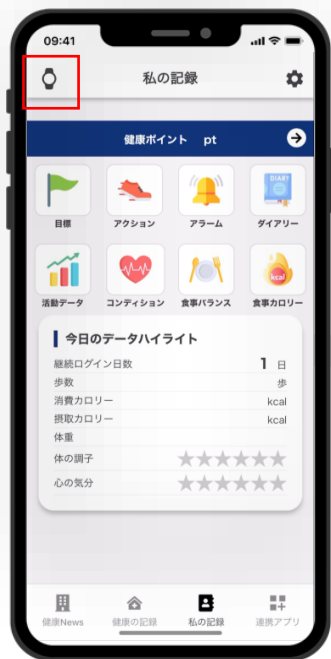 09:41
私の記録
健康ポイント pt
DIARY
目標 アクション アラーム ダイアリー
kcal
活動データ コンディション 食事バランス 食事カロリー
今日のデータハイライト
継続ログイン日数 1 日
歩数 歩
消費カロリー kcal
摂取カロリー kcal
体重
体の調子
心の気分
健康News 健康の記録 私の記録 連携アプリ